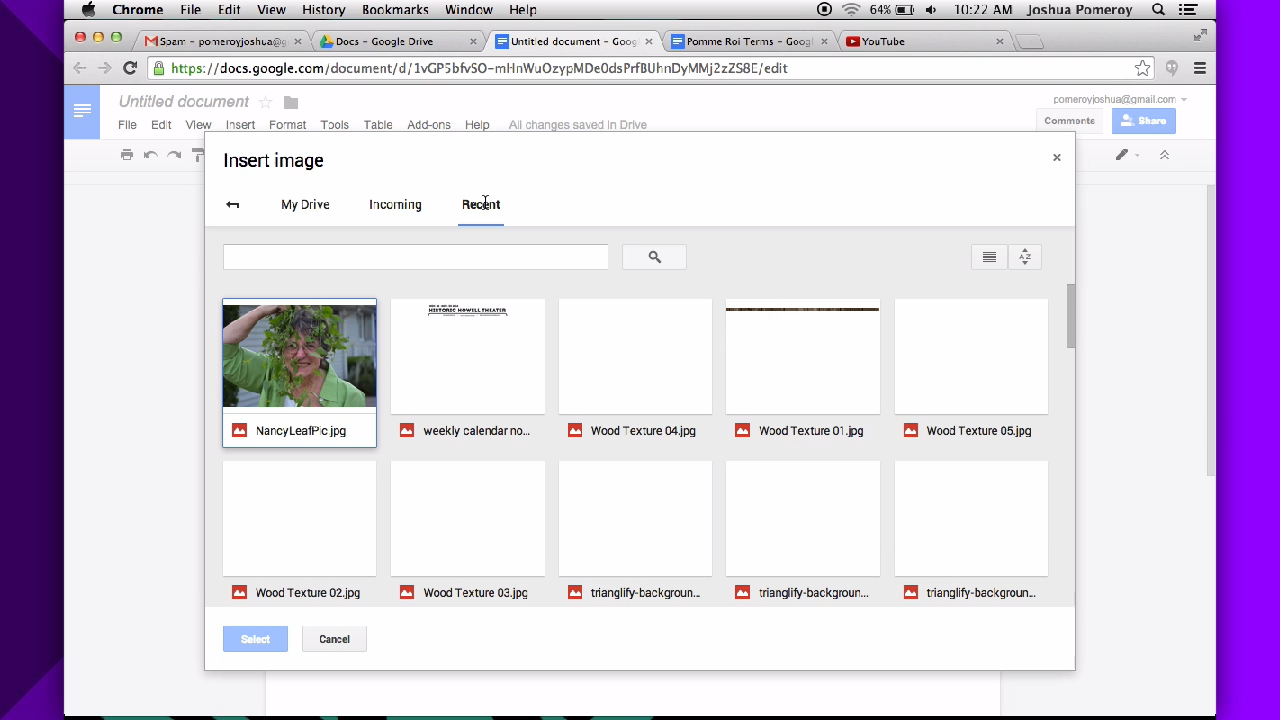 Chrome File Edit View History Bookmarks Window Help 64% 10:22 AM Joshua Pomeroy
Spam – pomeroyjoshua@g Docs – Google Drive Untitled document – Goog Pomme Roi Terms – Googl YouTube
https://docs.google.com/document/d/
Untitled document
pomeroyjoshua@gmail.com
File Edit View Insert Format Tools Table Add-ons Help All changes saved in Drive
Comments Share
Insert image
My Drive Incoming Recent
HISTORIC HOWELL THEATER
NancyLeafPic.jpg weekly calendar no... Wood Texture 04.jpg Wood Texture 01.jpg Wood Texture 05.jpg
Wood Texture 02.jpg Wood Texture 03.jpg trianglify-backgroun... trianglify-backgroun... trianglify-backgroun...
Select Cancel